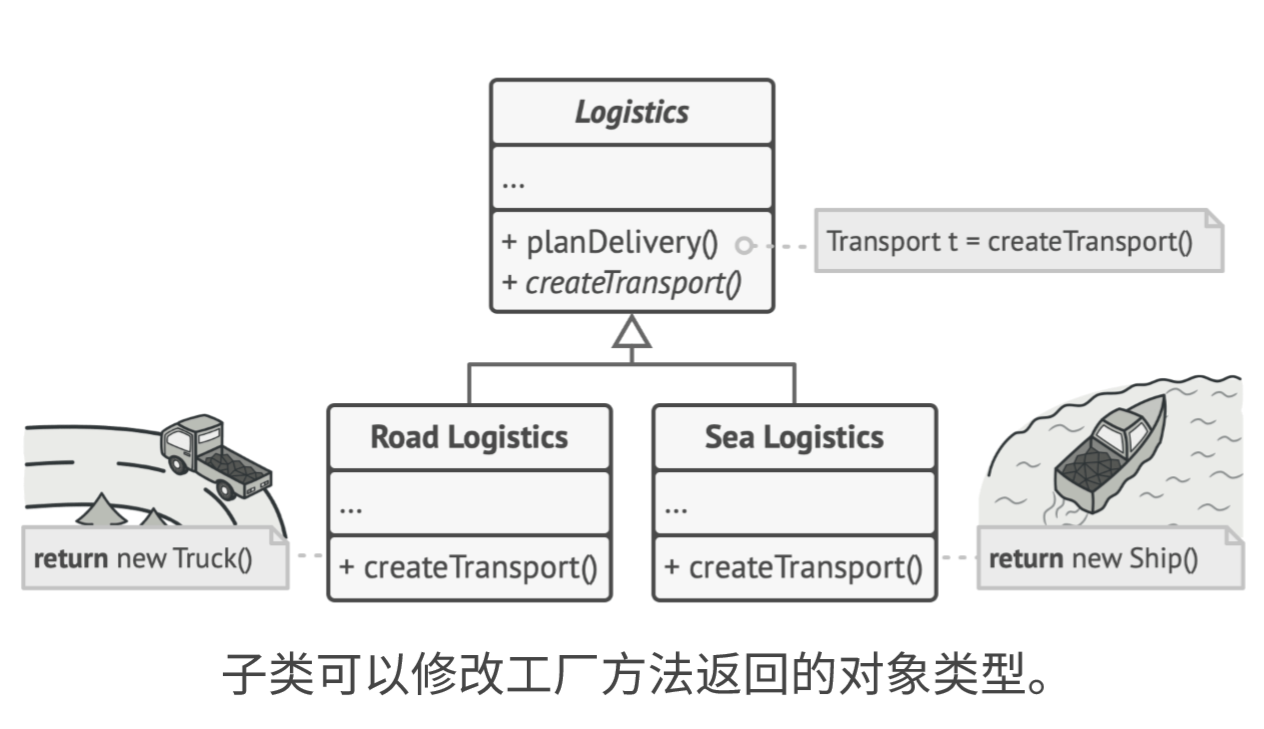 Logistics
...
+ planDelivery()
Transport t = createTransport()
+ createTransport()
Road Logistics
...
+ createTransport()
return new Truck()
Sea Logistics
...
+ createTransport()
return new Ship()
子类可以修改工厂方法返回的对象类型。